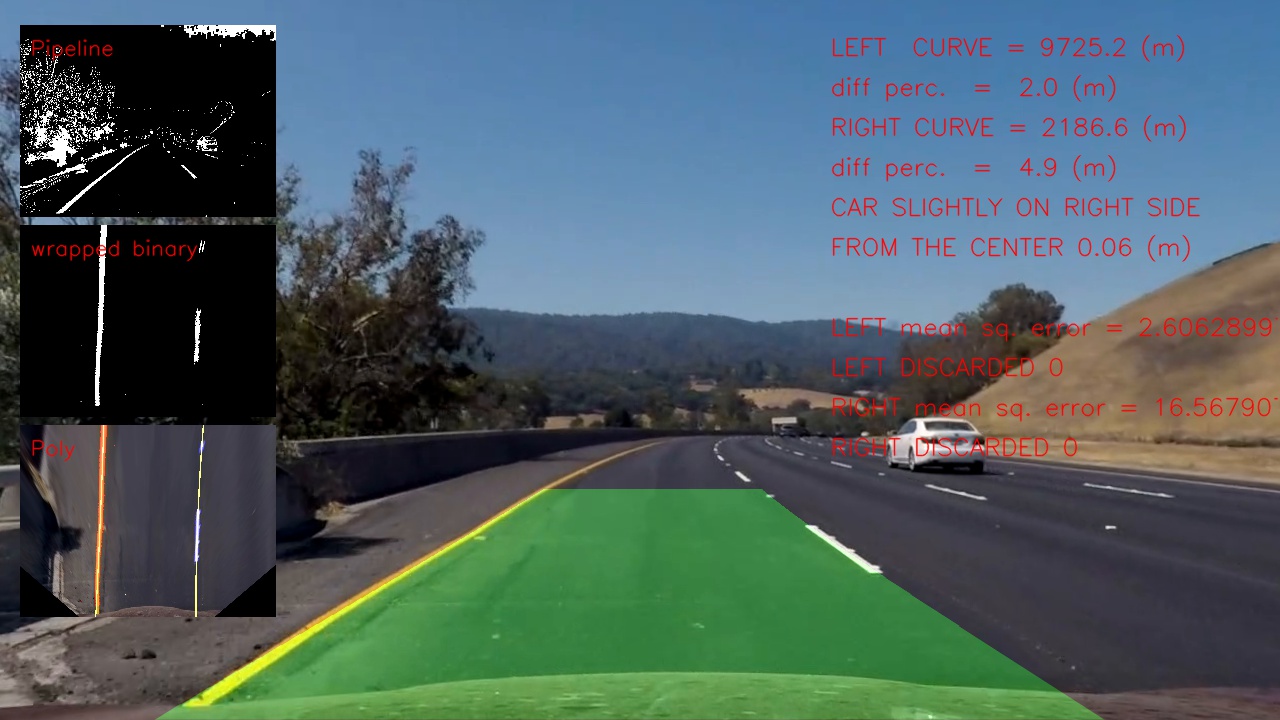 Pipeline
wrapped binary
Poly
LEFT CURVE = 9725.2 (m)
diff perc. = 2.0 (m)
RIGHT CURVE = 2186.6 (m)
diff perc. = 4.9 (m)
CAR SLIGHTLY ON RIGHT SIDE
FROM THE CENTER 0.06 (m)
LEFT mean sq. error = 2.6062899
LEFT DISCARDED 0
RIGHT mean sq. error = 16.56790
RIGHT DISCARDED 0